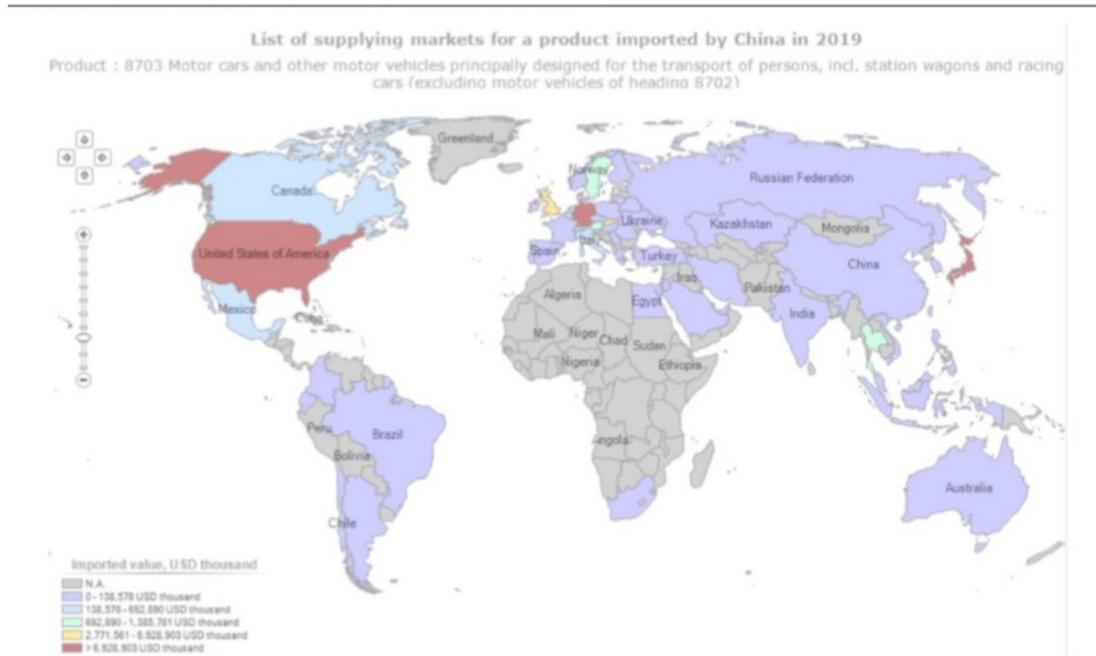 List of supplying markets for a product imported by China in 2019
Product : 8703 Motor cars and other motor vehicles principally designed for the transport of persons, incl. station wagons and racing
cars (excluding motor vehicles of heading 8702)
Greenland
Norway
Russian Federation
Canada
Ukraine
Kazakhstan
Mongolia
United States of America
Italy
Spain
Turkey
China
Iraq
Pakistan
Algeria
Egypt
Mexico
Cuba
India
Mali
Niger
Chad
Sudan
Nigeria
Ethiopia
Peru
Brazil
Angola
Bolivia
Australia
Chile
Imported value, USD thousand
N.A.
0 - 138,578 USD thousand
138,578 - 692,890 USD thousand
692,890 - 1,385,781 USD thousand
2,771,561 - 6,928,903 USD thousand
> 6,928,903 USD thousand